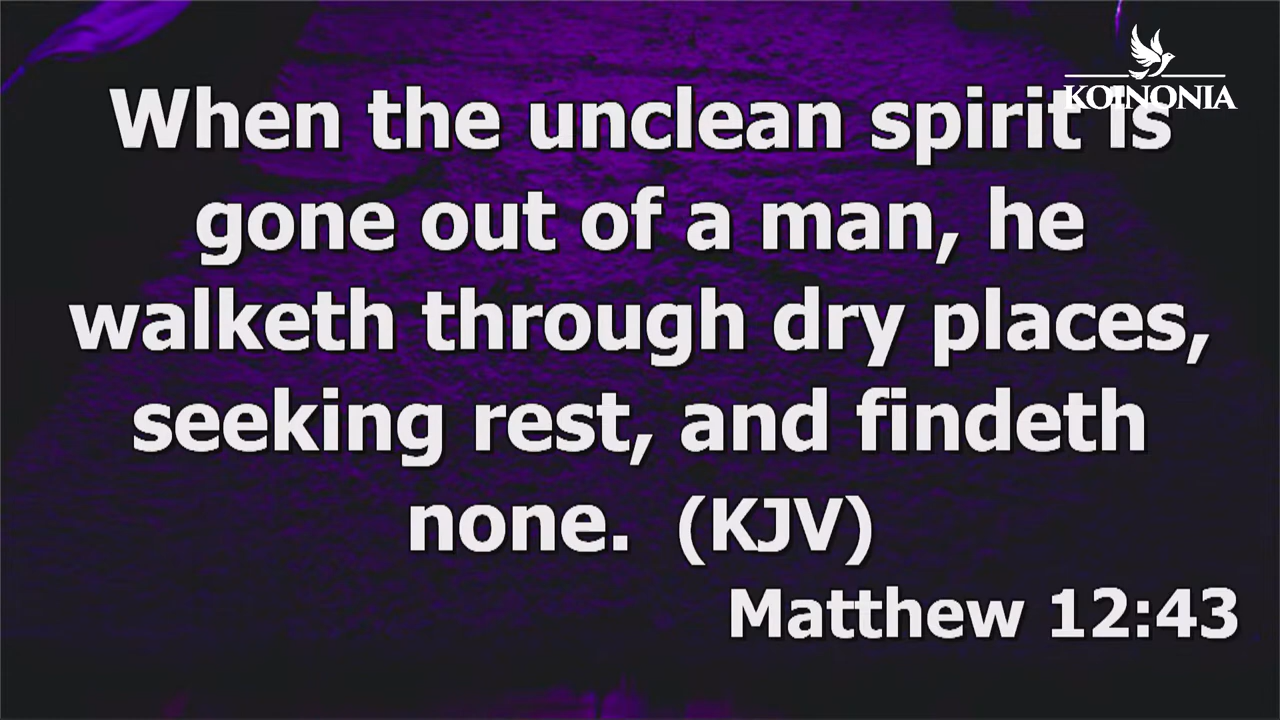 KOINONIA
When the unclean spirit is
gone out of a man, he
walketh through dry places,
seeking rest, and findeth
none.  (KJV)
Matthew 12:43